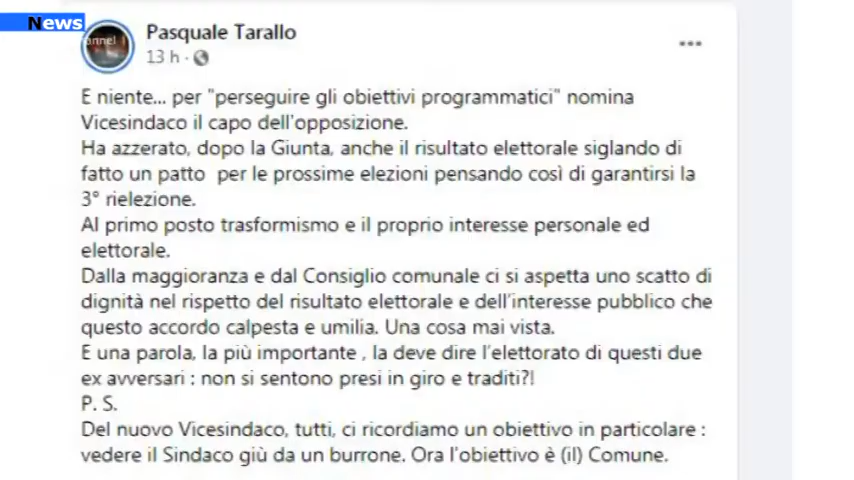 News
annel
Pasquale Tarallo
13 h ·
E niente... per "perseguire gli obiettivi programmatici" nomina
Vicesindaco il capo dell'opposizione.
Ha azzerato, dopo la Giunta, anche il risultato elettorale siglando di
fatto un patto per le prossime elezioni pensando così di garantirsi la
3° rielezione.
Al primo posto trasformismo e il proprio interesse personale ed
elettorale.
Dalla maggioranza e dal Consiglio comunale ci si aspetta uno scatto di
dignità nel rispetto del risultato elettorale e dell'interesse pubblico che
questo accordo calpesta e umilia. Una cosa mai vista.
E una parola, la più importante , la deve dire l'elettorato di questi due
ex avversari : non si sentono presi in giro e traditi?!
P. S.
Del nuovo Vicesindaco, tutti, ci ricordiamo un obiettivo in particolare :
vedere il Sindaco giù da un burrone. Ora l'obiettivo è (il) Comune.